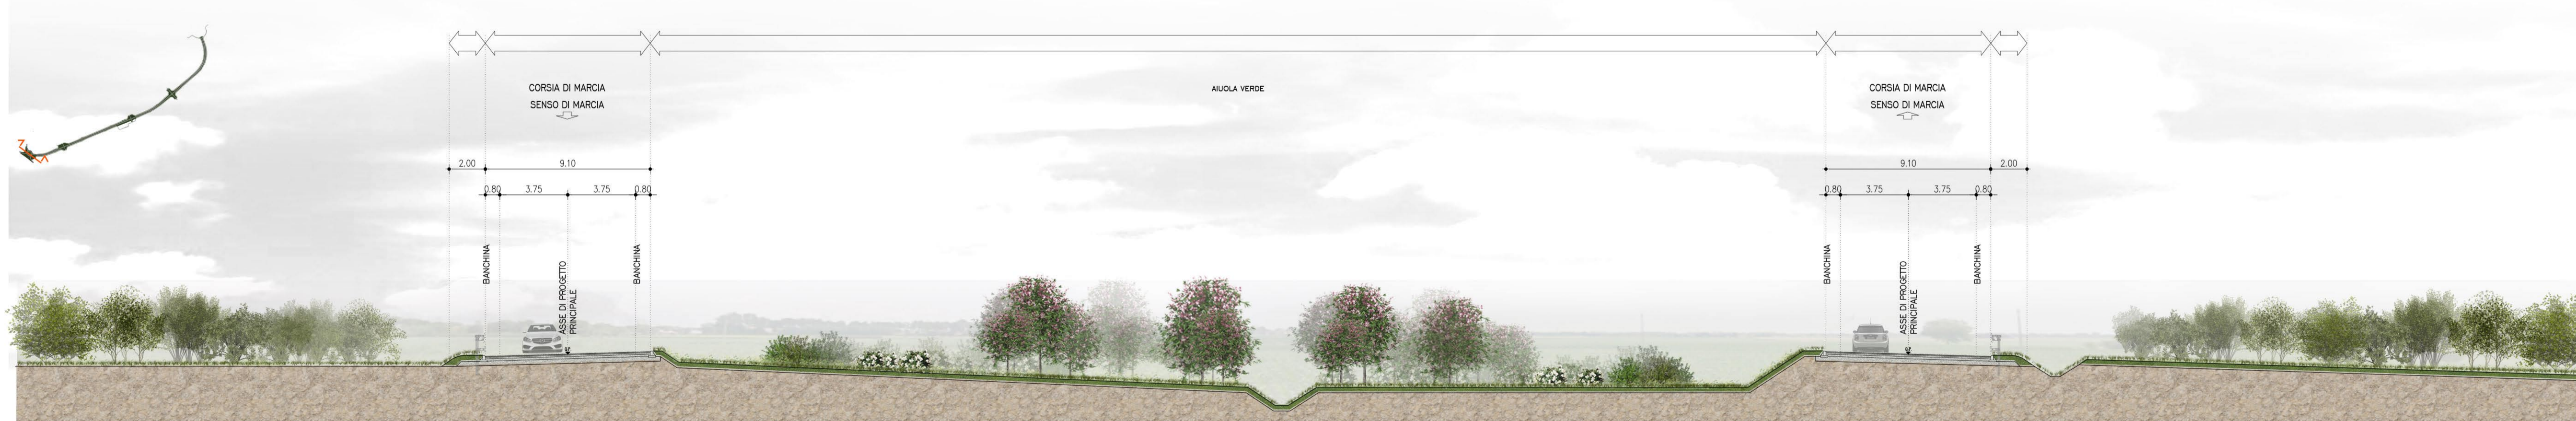 CORSIA DI MARCIA
SENSO DI MARCIA
AIUOLA VERDE
CORSIA DI MARCIA
SENSO DI MARCIA
2.00 9.10
9.10 2.00
0.80 3.75 3.75 0.80
0.80 3.75 3.75 0.80
BANCHINA
ASSE DI PROGETTO
PRINCIPALE
BANCHINA
BANCHINA
ASSE DI PROGETTO
PRINCIPALE
BANCHINA